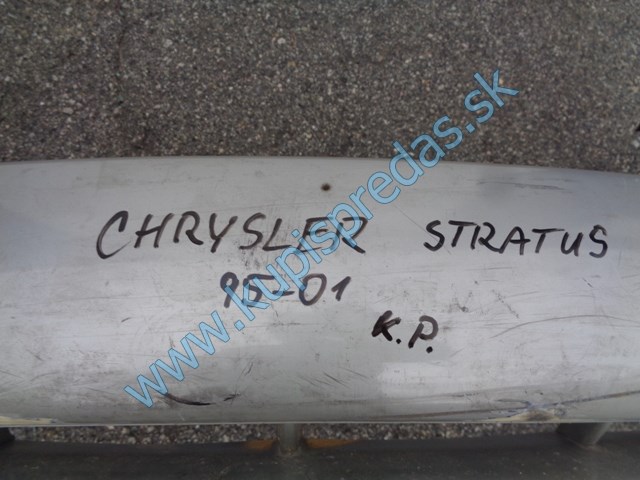 CHRYSLER STRATUS
95-01
K.P.
www.kupispredas.sk